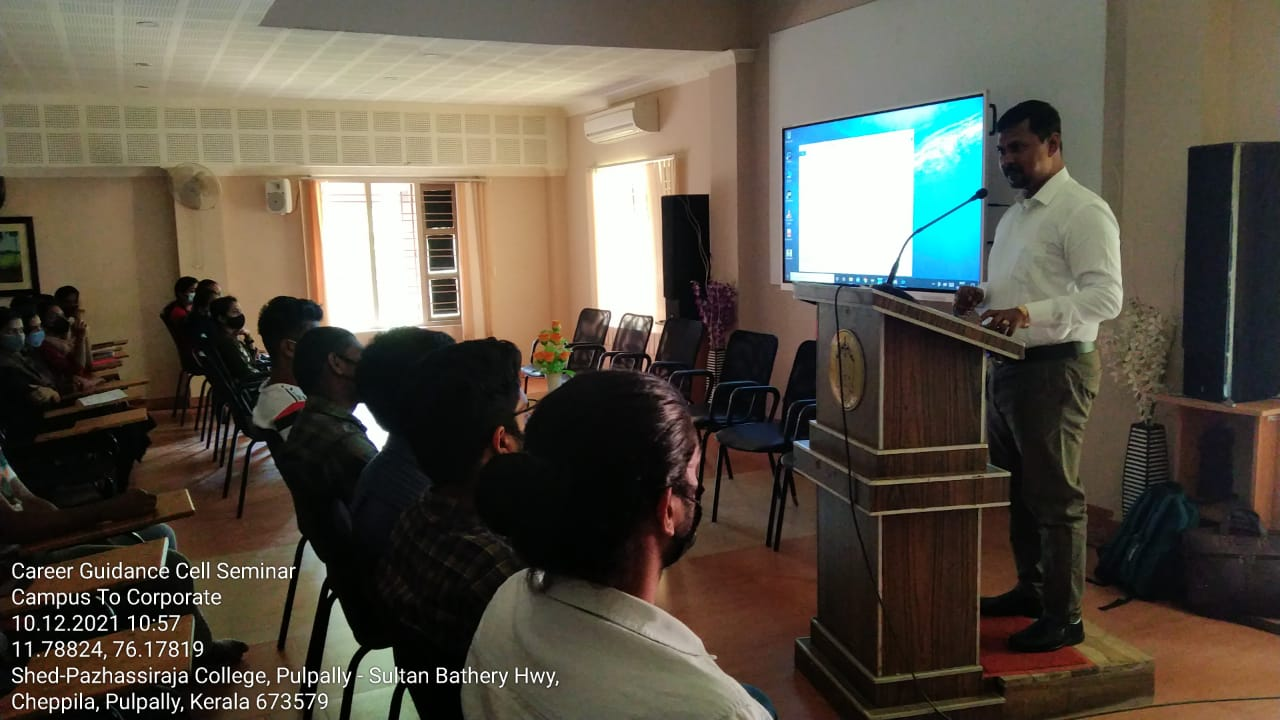 Career Guidance Cell Seminar
Campus To Corporate
10.12.2021 10:57
11.78824, 76.17819
Shed-Pazhassiraja College, Pulpally - Sultan Bathery Hwy,
Cheppila, Pulpally, Kerala 673579